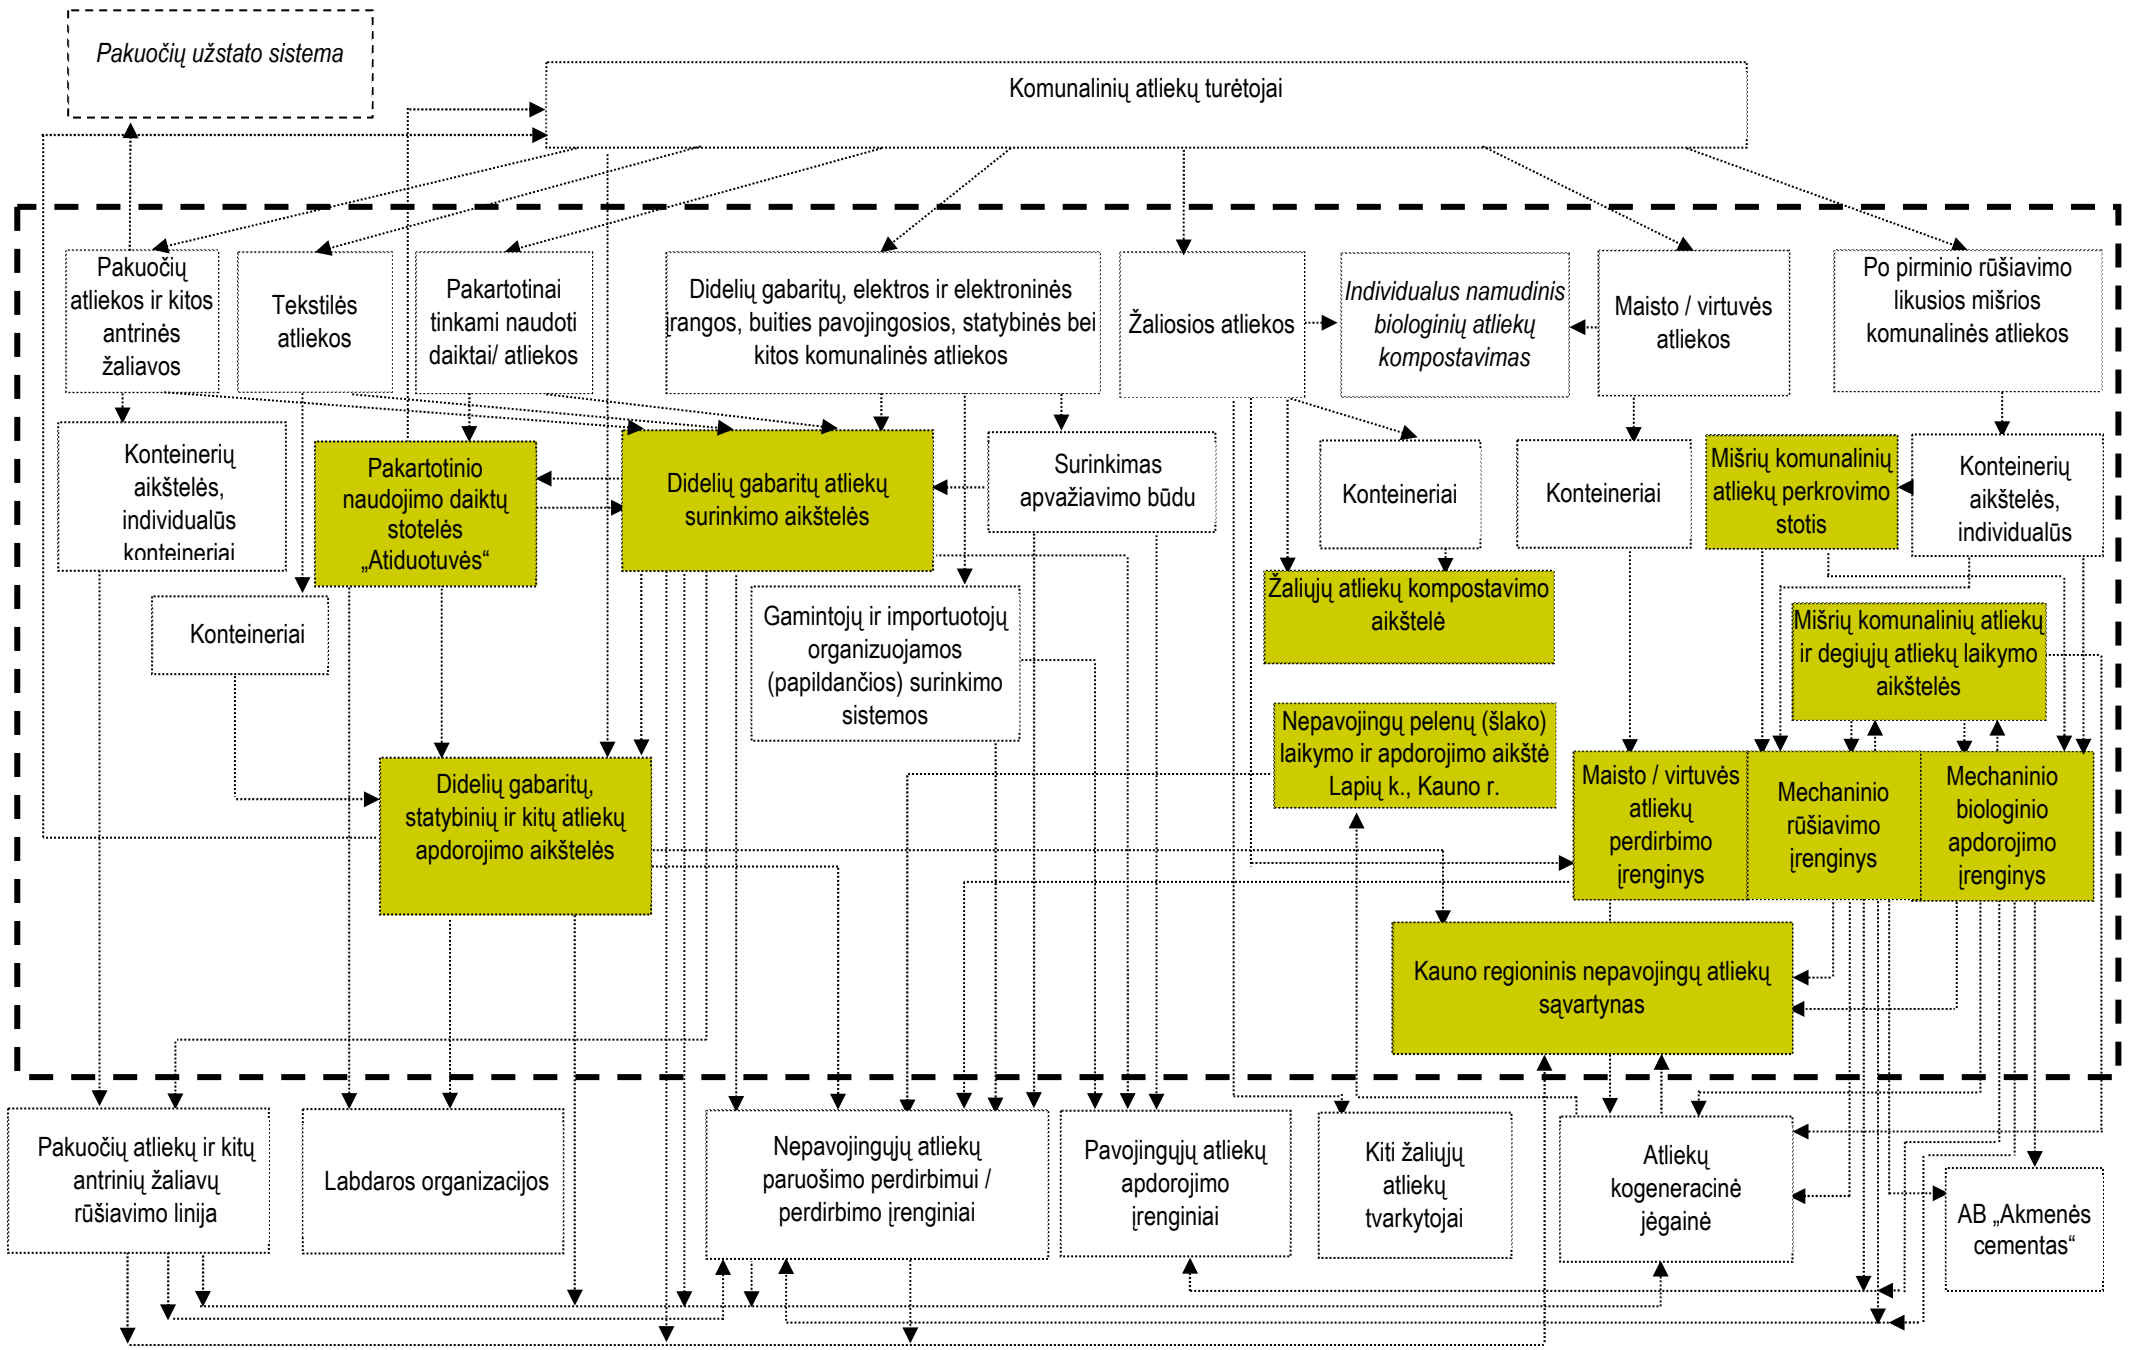 Pakuočių užstato sistema
Komunalinių atliekų turėtojai
Pakuočių
atliekos ir kitos
antrinės
žaliavos
Tekstilės
atliekos
Pakartotinai
tinkami naudoti
daiktai/ atliekos
Didelių gabaritų, elektros ir elektroninės
įrangos, buities pavojingosios, statybinės bei
kitos komunalinės atliekos
Žaliosios atliekos
Individualus namudinis
biologinių atliekų
kompostavimas
Maisto / virtuvės
atliekos
Po pirminio rūšiavimo
likusios mišrios
komunalinės atliekos
Konteinerių
aikštelės,
individualūs
konteineriai
Pakartotinio
naudojimo daiktų
stotelės
„Atiduotuvės“
Didelių gabaritų atliekų
surinkimo aikštelės
Surinkimas
apvažiavimo būdu
Konteineriai
Konteineriai
Mišrių komunalinių
atliekų perkrovimo
stotis
Konteinerių
aikštelės,
individualūs
Konteineriai
Gamintojų ir importuotojų
organizuojamos
(papildančios) surinkimo
sistemos
Žaliųjų atliekų kompostavimo
aikštelė
Mišrių komunalinių atliekų
ir degiųjų atliekų laikymo
aikštelės
Nepavojingų pelenų (šlako)
laikymo ir apdorojimo aikštė
Lapių k., Kauno r.
Didelių gabaritų,
statybinių ir kitų atliekų
apdorojimo aikštelės
Maisto / virtuvės
atliekų
perdirbimo
įrenginys
Mechaninio
rūšiavimo
įrenginys
Mechaninio
biologinio
apdorojimo
įrenginys
Kauno regioninis nepavojingų atliekų
sąvartynas
Pakuočių atliekų ir kitų
antrinių žaliavų
rūšiavimo linija
Labdaros organizacijos
Nepavojingųjų atliekų
paruošimo perdirbimui /
perdirbimo įrenginiai
Pavojingųjų atliekų
apdorojimo
įrenginiai
Kiti žaliųjų
atliekų
tvarkytojai
Atliekų
kogeneracinė
jėgainė
AB „Akmenės
cementas“